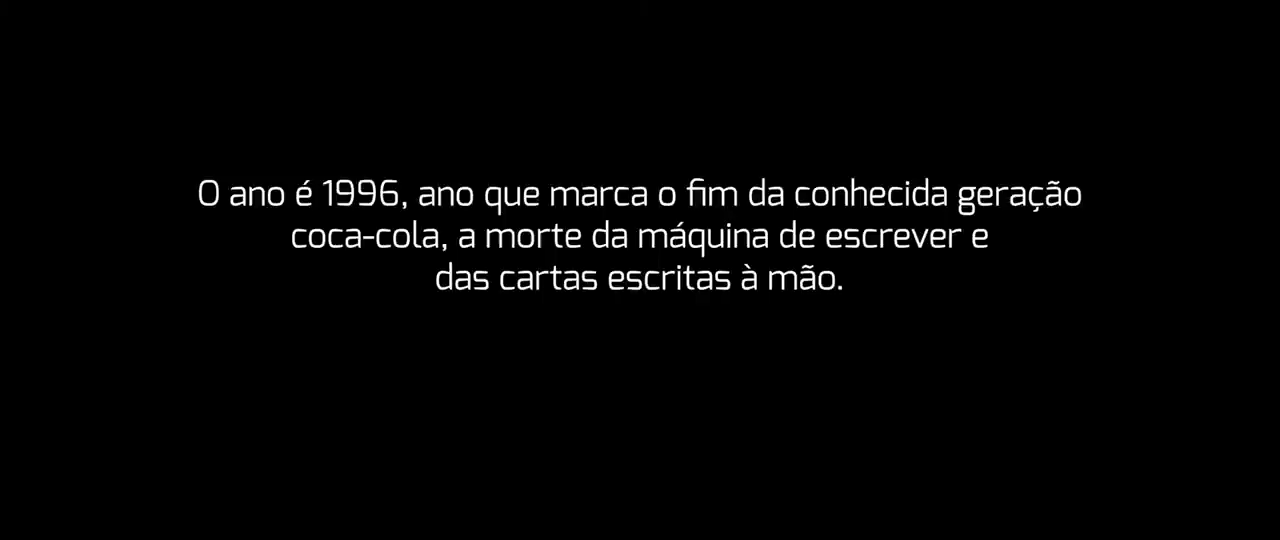 O ano é 1996, ano que marca o fim da conhecida geração
coca-cola, a morte da máquina de escrever e
das cartas escritas à mão.